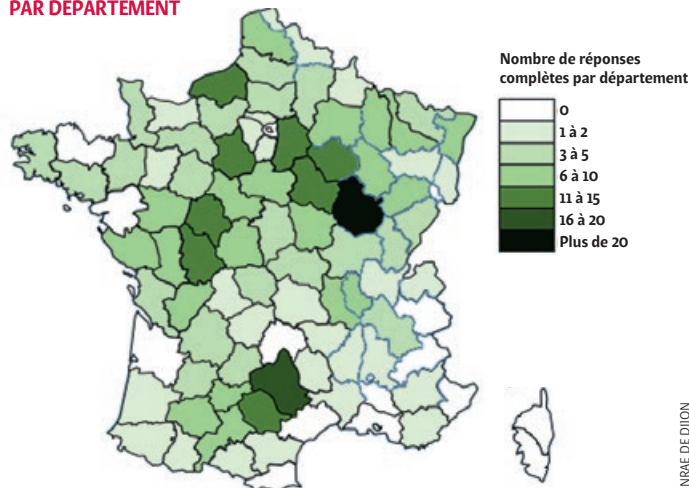 PAR DÉPARTEMENT
Nombre de réponses
complètes par département
0
1 à 2
3 à 5
6 à 10
11 à 15
16 à 20
Plus de 20
NRAE DE DIJON